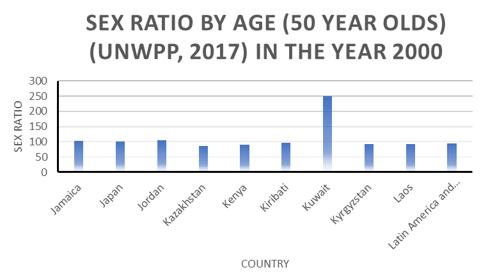 SEX RATIO BY AGE (50 YEAR OLDS)
(UNWPP, 2017) IN THE YEAR 2000
300
250
200
150
100
50
0
SEX RATIO
Jamaica
Japan
Jordan
Kazakhstan
Kenya
Kiribati
Kuwait
Kyrgyzstan
Laos
Latin America and...
COUNTRY